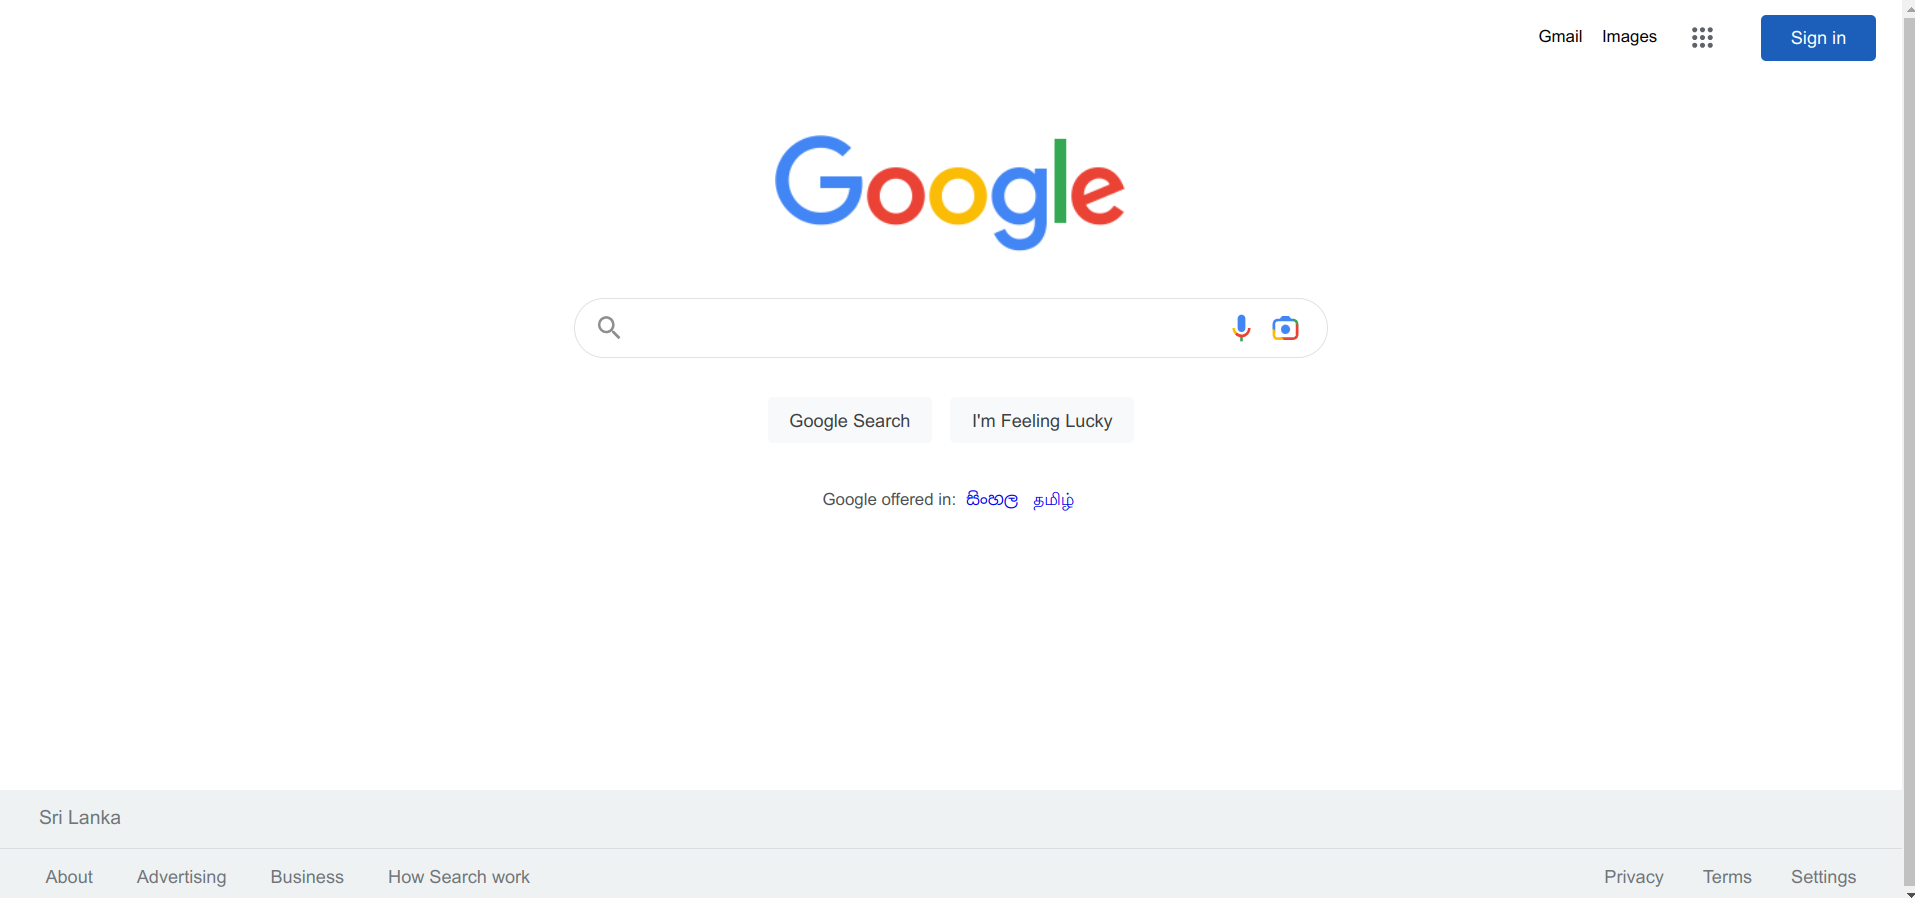 Gmail Images Sign in
Google
Google Search I'm Feeling Lucky
Google offered in: සිංහල தமிழ்
Sri Lanka
About Advertising Business How Search work Privacy Terms Settings